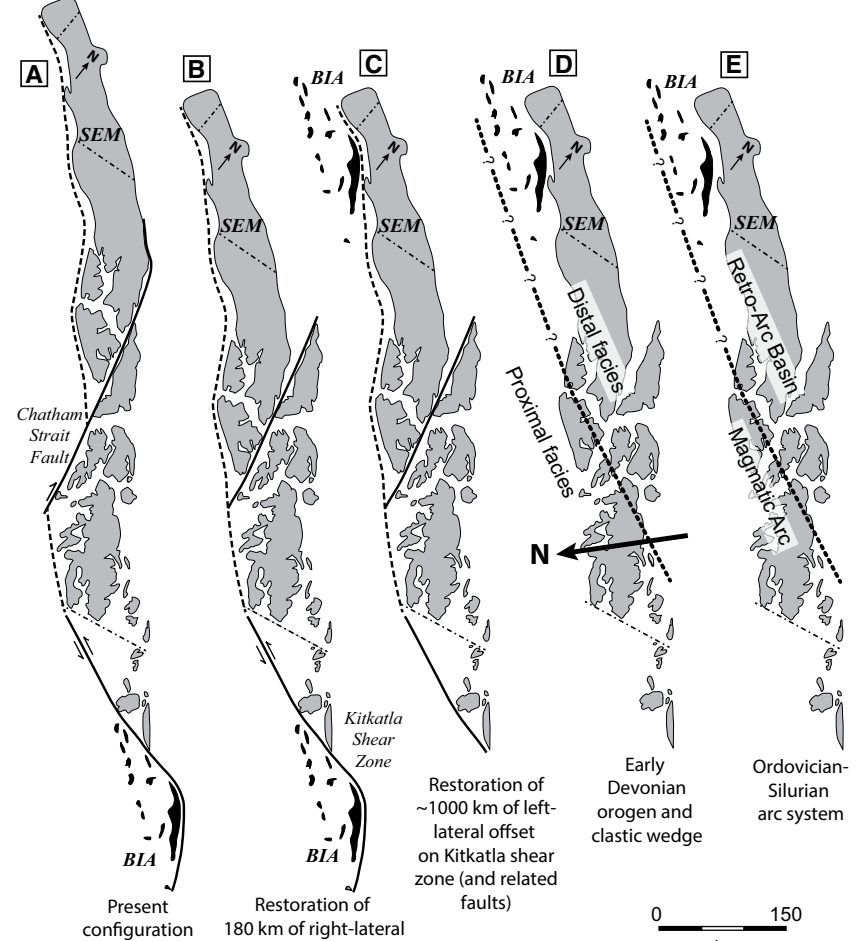 A
N
SEM
Chatham
Strait
Fault
BIA
Present
configuration
B
N
SEM
Kitkatla
Shear
Zone
BIA
Restoration of
180 km of right-lateral
C
BIA
N
SEM
Restoration of
~1000 km of left-
lateral offset
on Kitkatla shear
zone (and related
faults)
D
BIA
N
?
?
SEM
?
Distal facies
?
Proximal facies
N
Early
Devonian
orogen and
clastic wedge
E
BIA
N
?
?
SEM
?
Retro-Arc Basin
?
Magmatic Arc
Ordovician-
Silurian
arc system
0 150